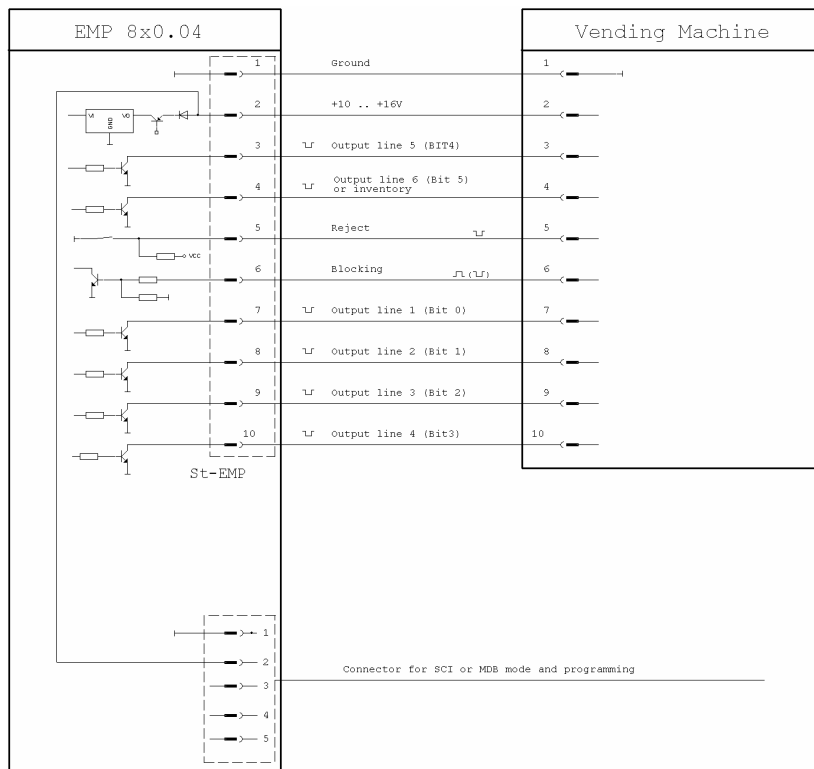 EMP 8x0.04
Vending Machine
1 Ground 1
2 +10 .. +16V 2
VI GND VO
3 Output line 5 (BIT4) 3
4 Output line 6 (Bit 5) 4
or inventory
5 Reject 5
VCC
6 Blocking 6
7 Output line 1 (Bit 0) 7
8 Output line 2 (Bit 1) 8
9 Output line 3 (Bit 2) 9
10 Output line 4 (Bit3) 10
St-EMP
1
2
Connector for SCI or MDB mode and programming
3
4
5